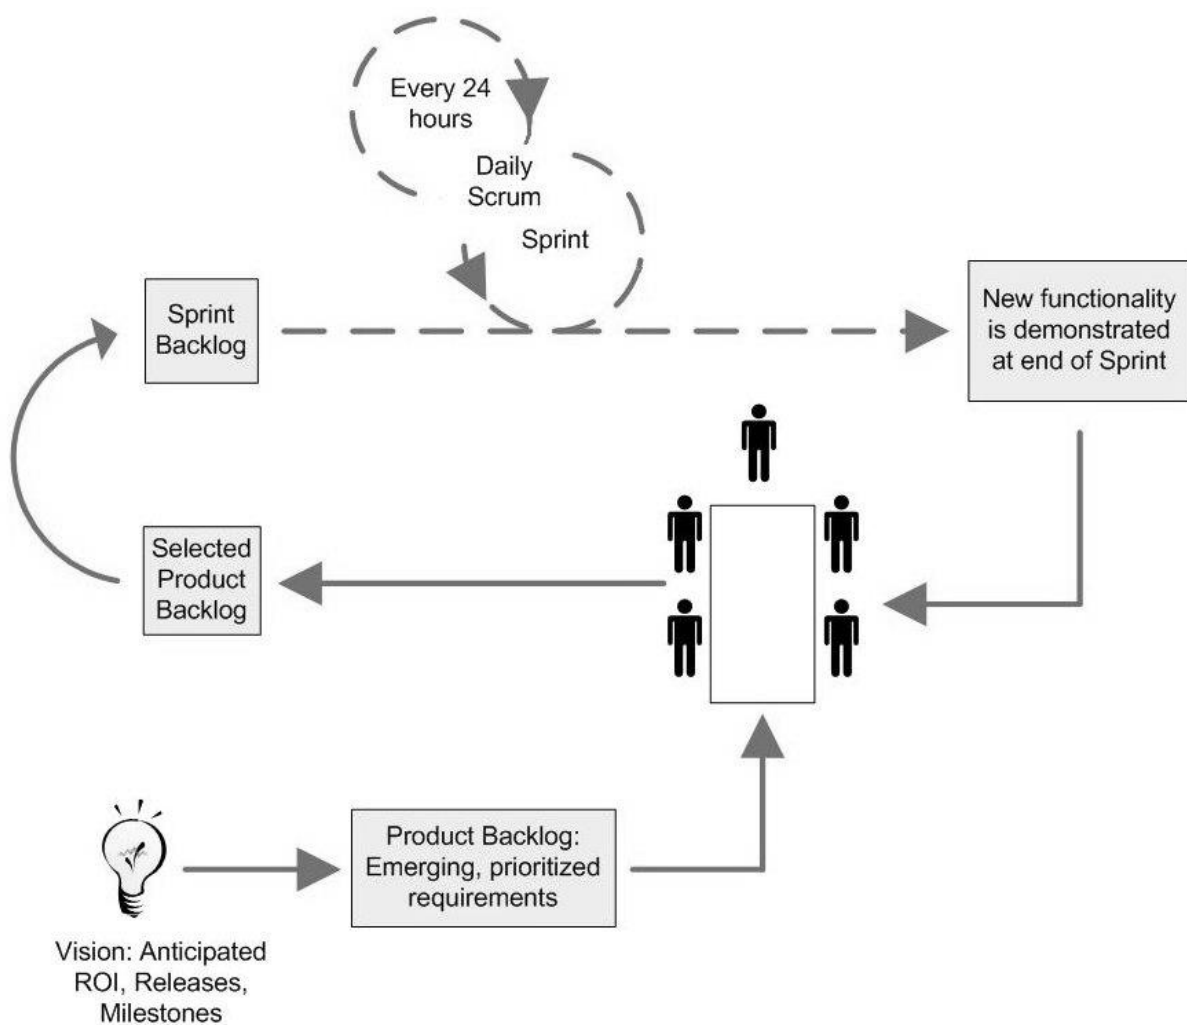 Every 24
hours
Daily
Scrum
Sprint
Sprint
Backlog
New functionality
is demonstrated
at end of Sprint
Selected
Product
Backlog
Product Backlog:
Emerging, prioritized
requirements
Vision: Anticipated
ROI, Releases,
Milestones